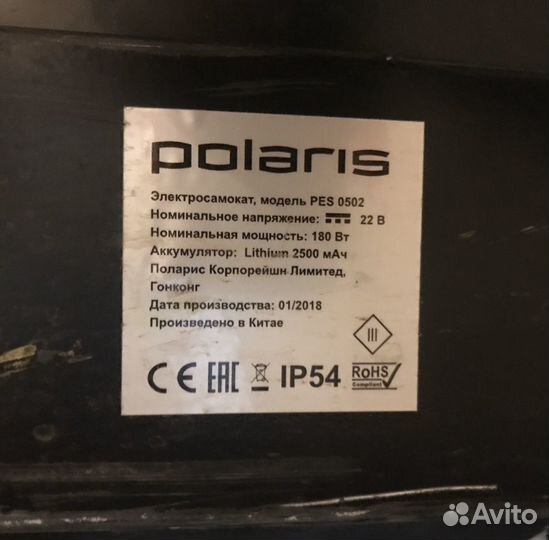 polaris
Электросамокат, модель PES 0502
Номинальное напряжение: 22 В
Номинальная мощность: 180 Вт
Аккумулятор: Lithium 2500 мАч
Поларис Корпорейшн Лимитед,
Гонконг
Дата производства: 01/2018
Произведено в Китае
III
CE EAC IP54 RoHS
Compliant
Avito